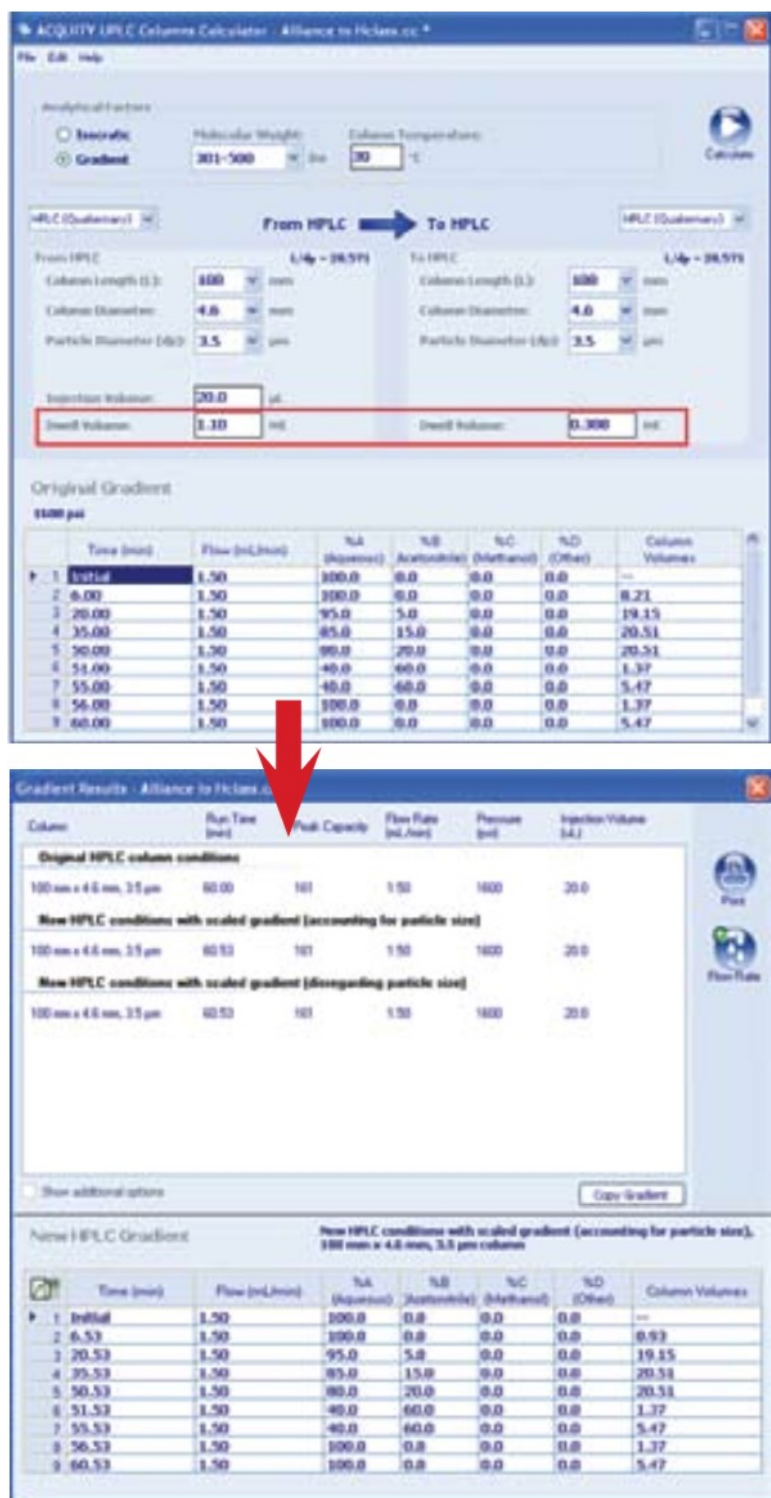 ACQUITY UPLC Columns Calculator - Alliance to Hclass.cc *
File Edit Help
Analytical Factors
Isocratic Molecular Weight: Column Temperature:
Gradient 301-500 30 °C
Calculate
HPLC (Quaternary) From HPLC To HPLC HPLC (Quaternary)
From HPLC L/dp = 28,571 To HPLC L/dp = 28,571
Column Length (L): 100 mm Column Length (L): 100 mm
Column Diameter: 4.6 mm Column Diameter: 4.6 mm
Particle Diameter (dp): 3.5 µm Particle Diameter (dp): 3.5 µm
Injection Volume: 20.0 µL
Dwell Volume: 1.10 mL Dwell Volume: 0.300 mL
Original Gradient
1600 psi
Time (min) Flow (mL/min) %A (Aqueous) %B (Acetonitrile) %C (Methanol) %D (Other) Column Volumes
1 Initial 1.50 100.0 0.0 0.0 0.0 --
2 6.00 1.50 100.0 0.0 0.0 0.0 8.21
3 20.00 1.50 95.0 5.0 0.0 0.0 19.15
4 35.00 1.50 85.0 15.0 0.0 0.0 20.51
5 50.00 1.50 80.0 20.0 0.0 0.0 20.51
6 51.00 1.50 40.0 60.0 0.0 0.0 1.37
7 55.00 1.50 40.0 60.0 0.0 0.0 5.47
8 56.00 1.50 100.0 0.0 0.0 0.0 1.37
9 60.00 1.50 100.0 0.0 0.0 0.0 5.47
Gradient Results - Alliance to Hclass
Column Run Time (min) Peak Capacity Flow Rate (mL/min) Pressure (psi) Injection Volume (uL)
Original HPLC column conditions
100 mm x 4.6 mm, 3.5 µm 60.00 161 1.50 1600 20.0
Print
New HPLC conditions with scaled gradient (accounting for particle size)
100 mm x 4.6 mm, 3.5 µm 60.53 161 1.50 1600 20.0
Flow Rate
New HPLC conditions with scaled gradient (disregarding particle size)
100 mm x 4.6 mm, 3.5 µm 60.53 161 1.50 1600 20.0
Show additional options Copy Gradient
New HPLC Gradient New HPLC conditions with scaled gradient (accounting for particle size),
100 mm x 4.6 mm, 3.5 µm column
Time (min) Flow (mL/min) %A (Aqueous) %B (Acetonitrile) %C (Methanol) %D (Other) Column Volumes
1 Initial 1.50 100.0 0.0 0.0 0.0 --
2 6.53 1.50 100.0 0.0 0.0 0.0 8.93
3 20.53 1.50 95.0 5.0 0.0 0.0 19.15
4 35.53 1.50 85.0 15.0 0.0 0.0 20.51
5 50.53 1.50 80.0 20.0 0.0 0.0 20.51
6 51.53 1.50 40.0 60.0 0.0 0.0 1.37
7 55.53 1.50 40.0 60.0 0.0 0.0 5.47
8 56.53 1.50 100.0 0.0 0.0 0.0 1.37
9 60.53 1.50 100.0 0.0 0.0 0.0 5.47